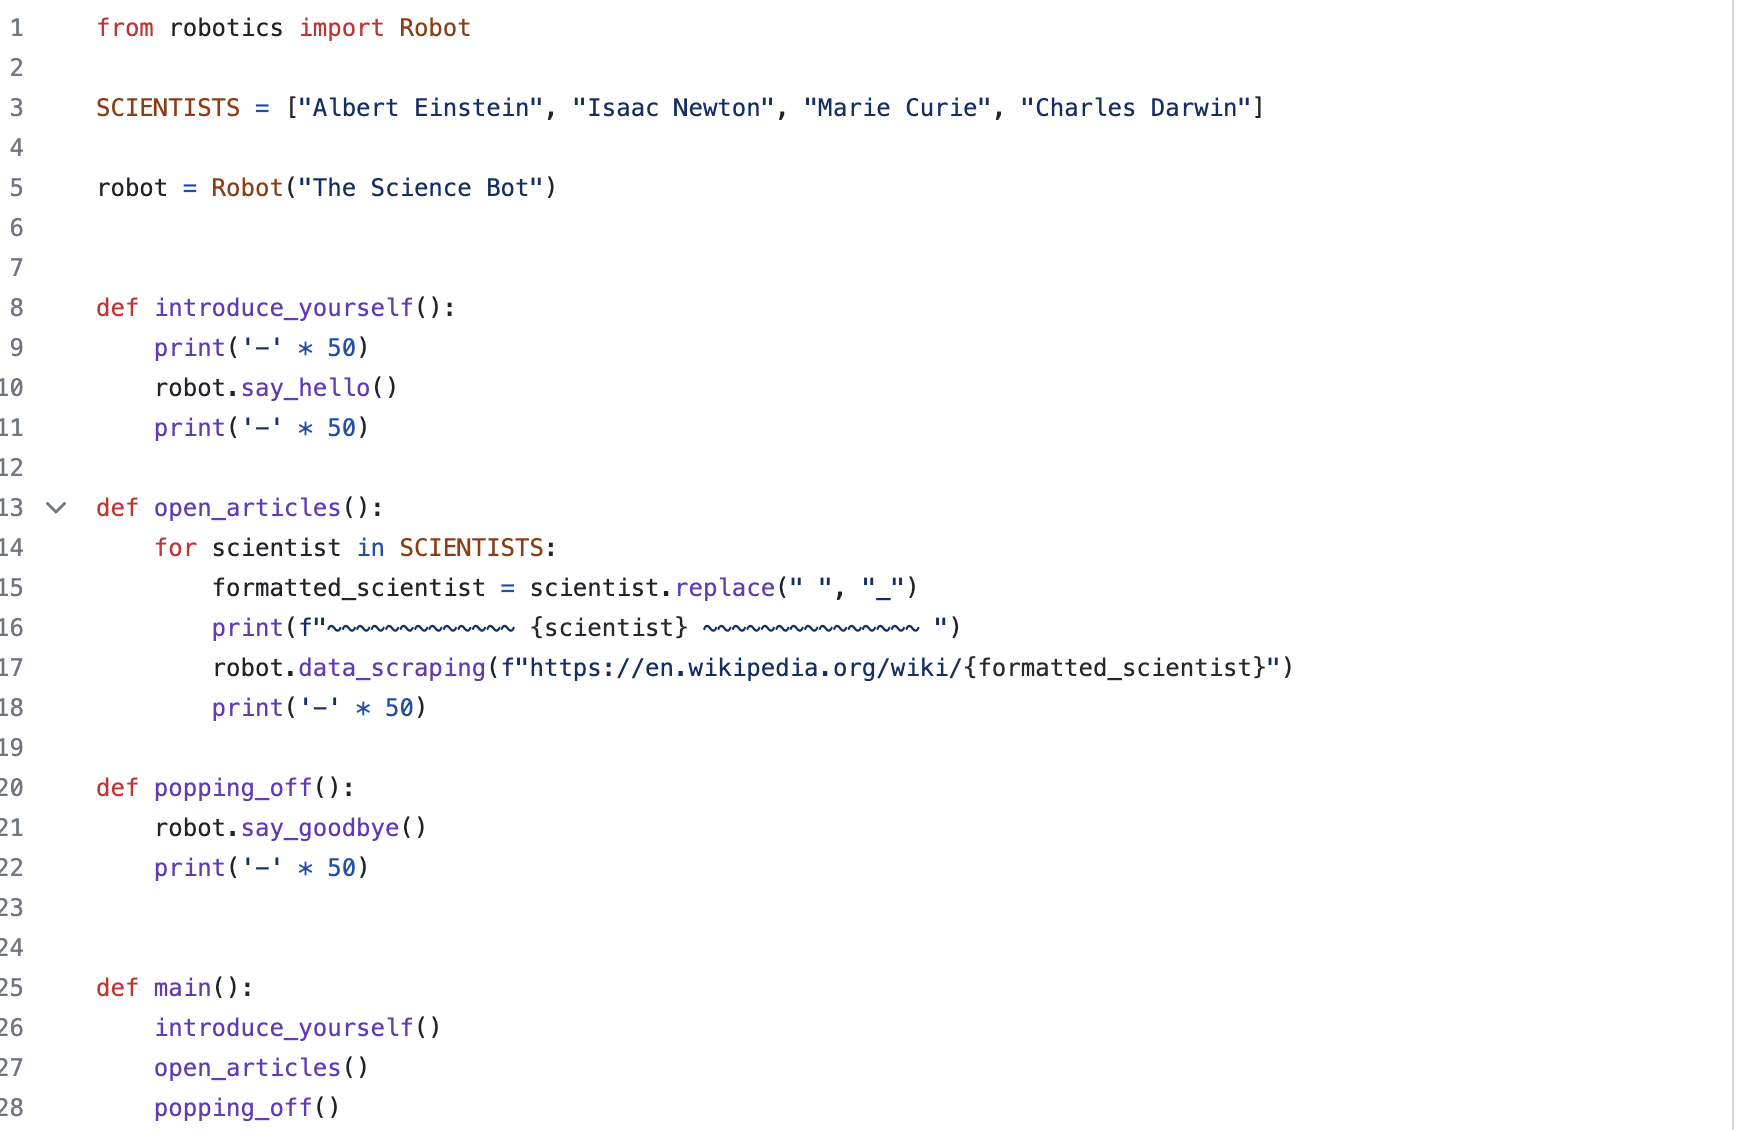 1 from robotics import Robot
2
3 SCIENTISTS = ["Albert Einstein", "Isaac Newton", "Marie Curie", "Charles Darwin"]
4
5 robot = Robot("The Science Bot")
6
7
8 def introduce_yourself():
9     print('-' * 50)
10     robot.say_hello()
11     print('-' * 50)
12
13 def open_articles():
14     for scientist in SCIENTISTS:
15         formatted_scientist = scientist.replace(" ", "_")
16         print(f"~~~~~~~~~~~~~ {scientist} ~~~~~~~~~~~~~~~ ")
17         robot.data_scraping(f"https://en.wikipedia.org/wiki/{formatted_scientist}")
18         print('-' * 50)
19
20 def popping_off():
21     robot.say_goodbye()
22     print('-' * 50)
23
24
25 def main():
26     introduce_yourself()
27     open_articles()
28     popping_off()